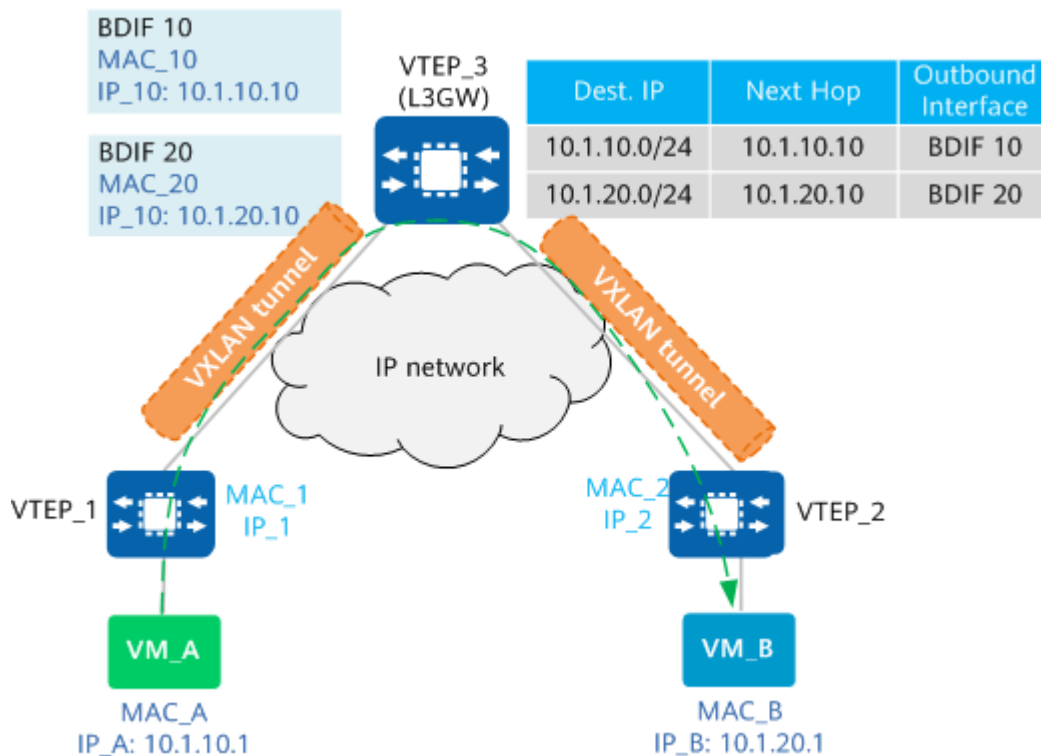 BDIF 10
MAC_10
IP_10: 10.1.10.10
BDIF 20
MAC_20
IP_10: 10.1.20.10
VTEP_3
(L3GW)
Dest. IP Next Hop Outbound
Interface
10.1.10.0/24 10.1.10.10 BDIF 10
10.1.20.0/24 10.1.20.10 BDIF 20
VXLAN tunnel
VXLAN tunnel
IP network
VTEP_1
MAC_1
IP_1
MAC_2
IP_2
VTEP_2
VM_A
VM_B
MAC_A
IP_A: 10.1.10.1
MAC_B
IP_B: 10.1.20.1